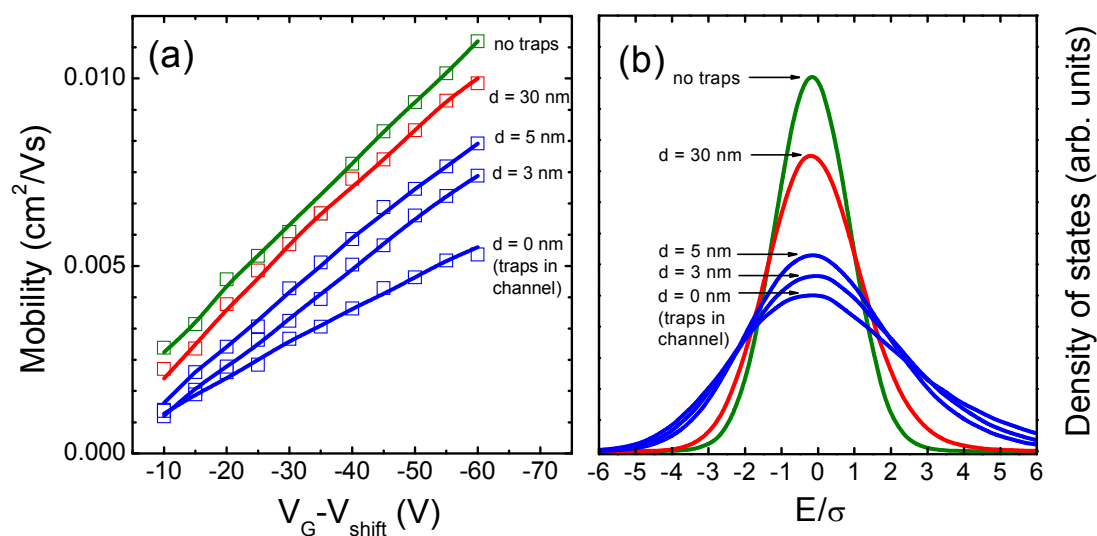 (a)
no traps
d = 30 nm
d = 5 nm
d = 3 nm
d = 0 nm
(traps in
channel)
0.010
0.005
0.000
Mobility (cm²/Vs)
-10 -20 -30 -40 -50 -60 -70
V_G-V_shift (V)
(b)
no traps
d = 30 nm
d = 5 nm
d = 3 nm
d = 0 nm
(traps in
channel)
-6 -5 -4 -3 -2 -1 0 1 2 3 4 5 6
E/σ
Density of states (arb. units)